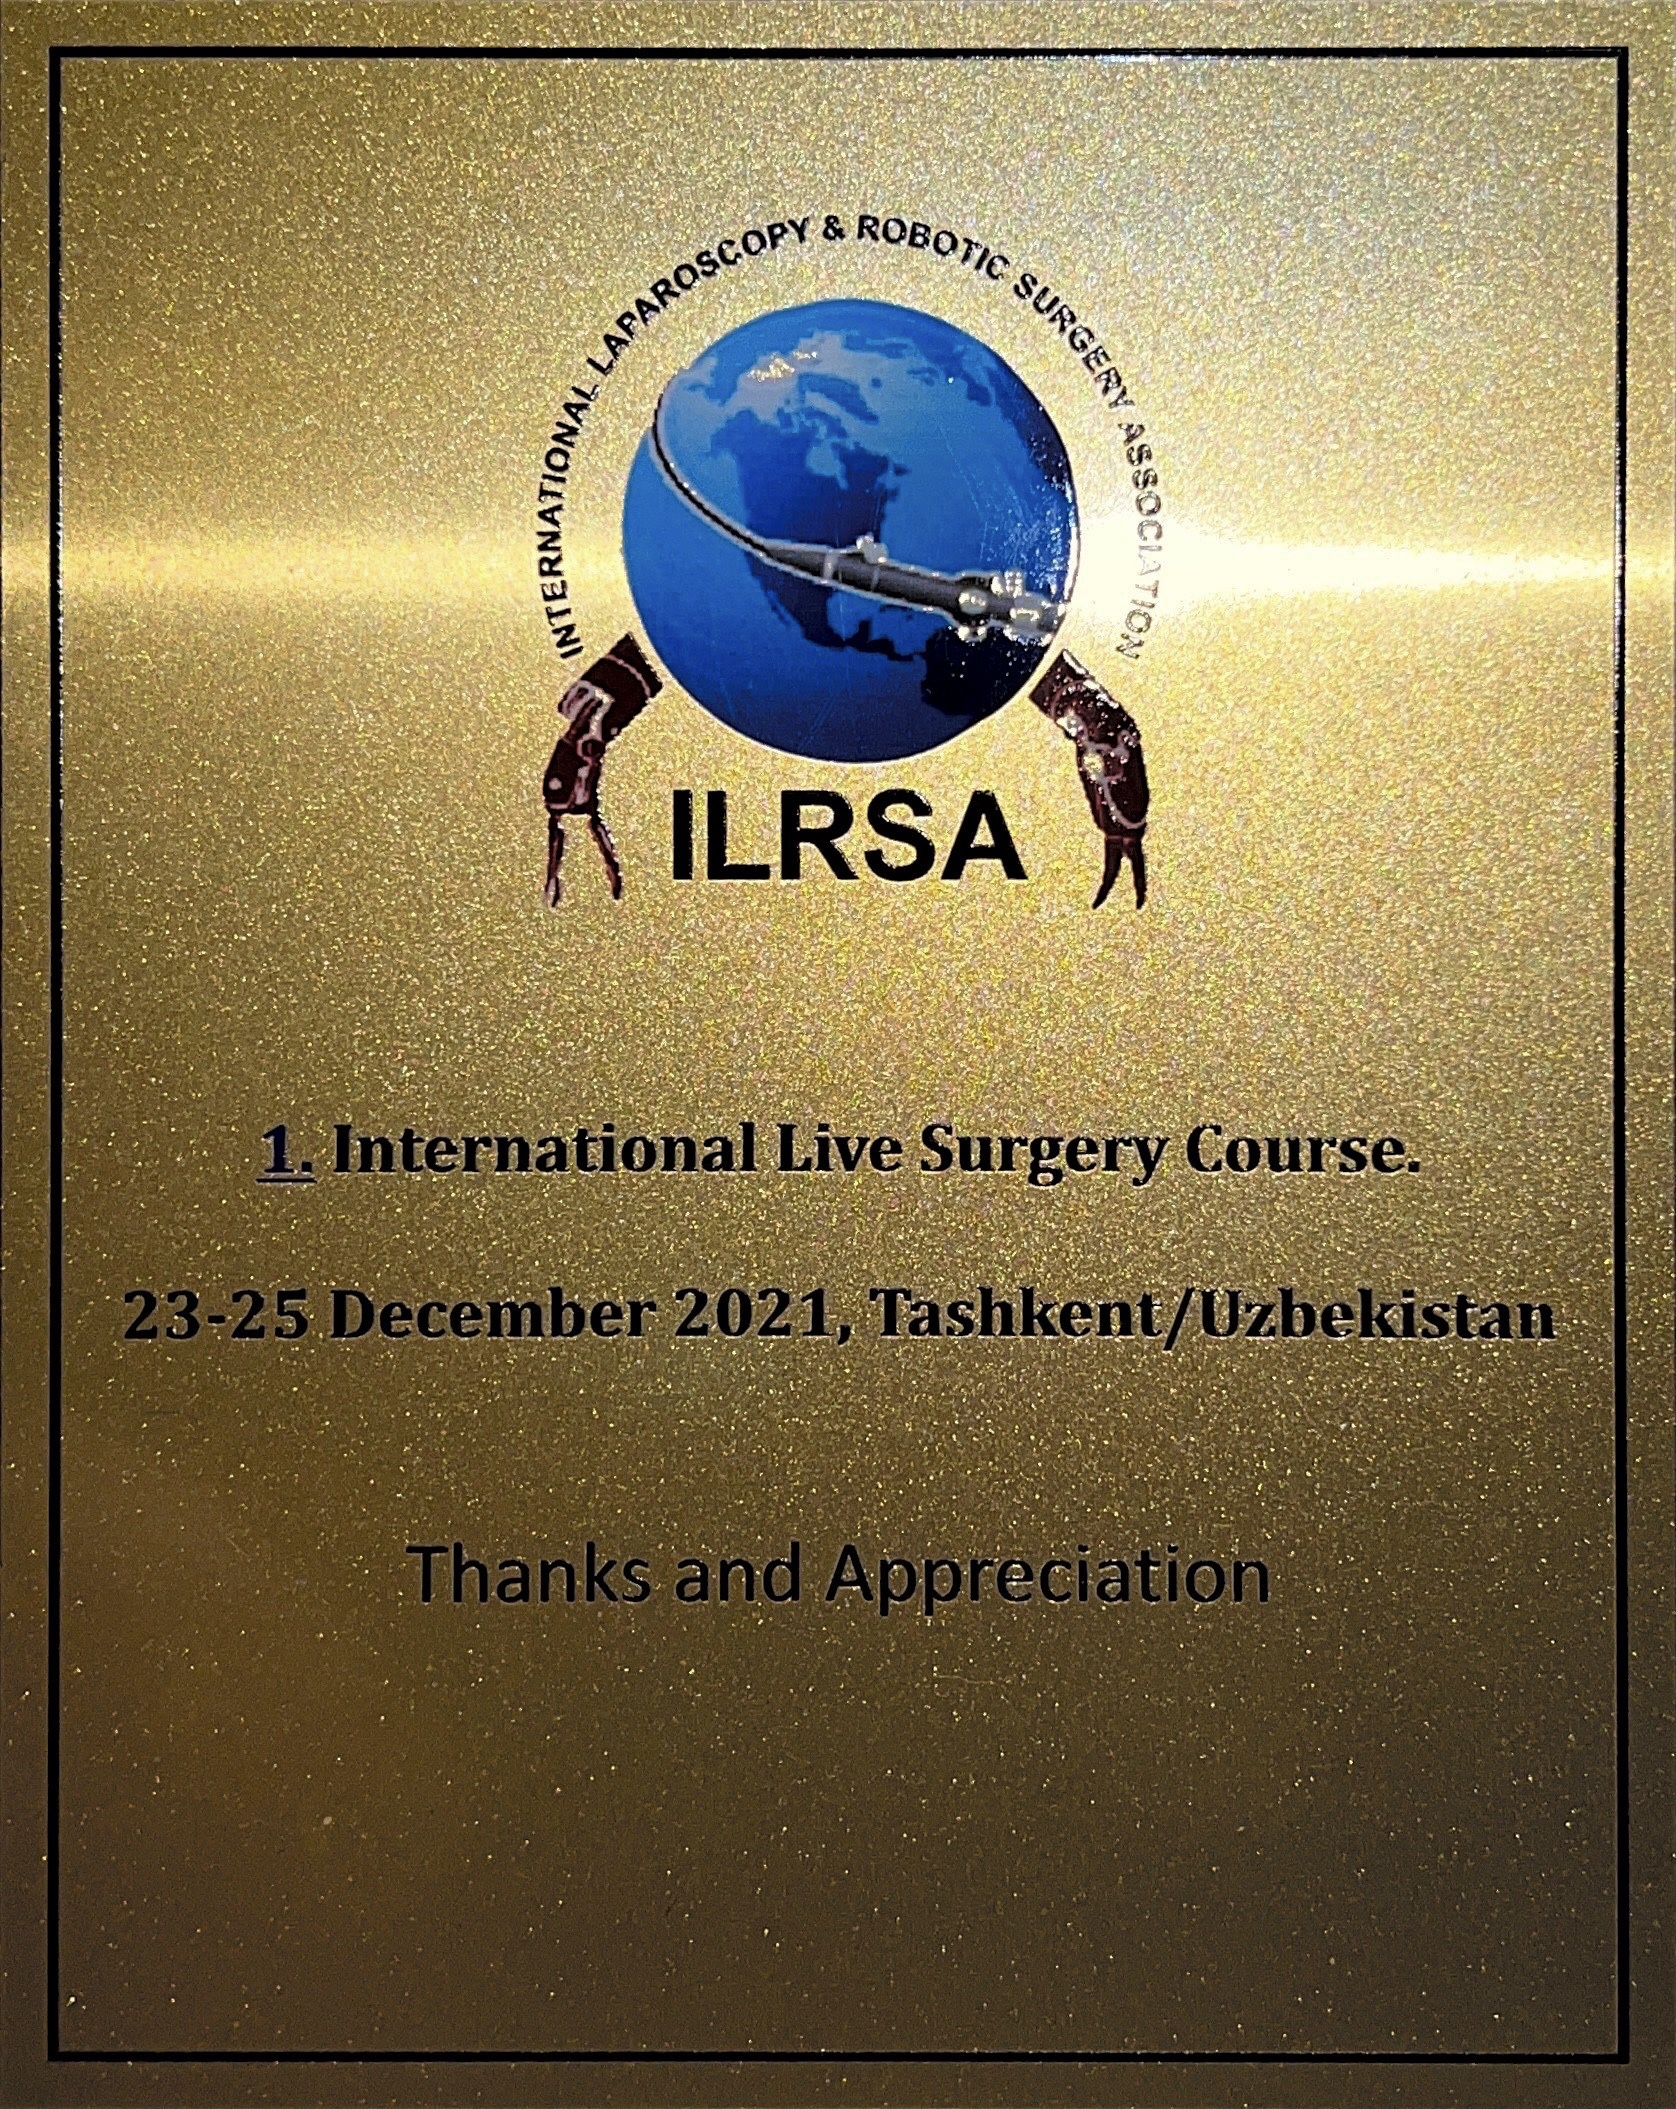 INTERNATIONAL LAPAROSCOPY & ROBOTIC SURGERY ASSOCIATION
ILRSA
1. International Live Surgery Course.
23-25 December 2021, Tashkent/Uzbekistan
Thanks and Appreciation